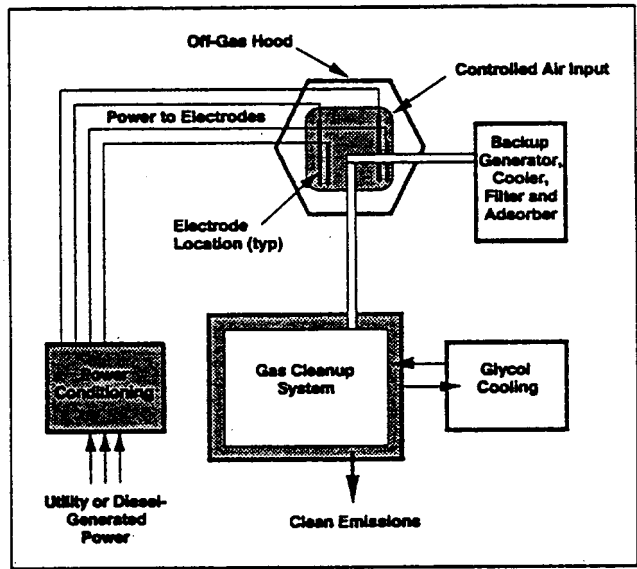 Off-Gas Hood
Controlled Air Input
Power to Electrodes
Backup
Generator,
Cooler,
Filter and
Adsorber
Electrode
Location (typ)
Power
Conditioning
Gas Cleanup
System
Glycol
Cooling
Utility or Diesel-
Generated
Power
Clean Emissions